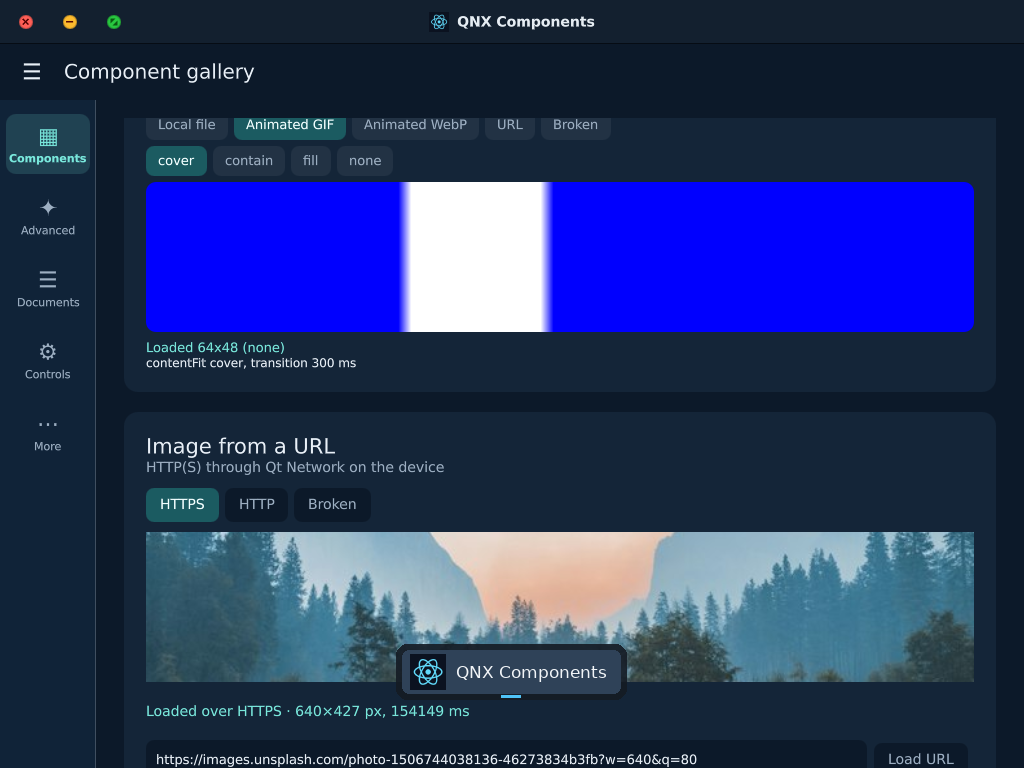 QNX Components
☰ Component gallery
Components
Advanced
Documents
Controls
More
Local file Animated GIF Animated WebP URL Broken
cover contain fill none
Loaded 64x48 (none)
contentFit cover, transition 300 ms
Image from a URL
HTTP(S) through Qt Network on the device
HTTPS HTTP Broken
QNX Components
Loaded over HTTPS · 640×427 px, 154149 ms
https://images.unsplash.com/photo-1506744038136-46273834b3fb?w=640&q=80 Load URL